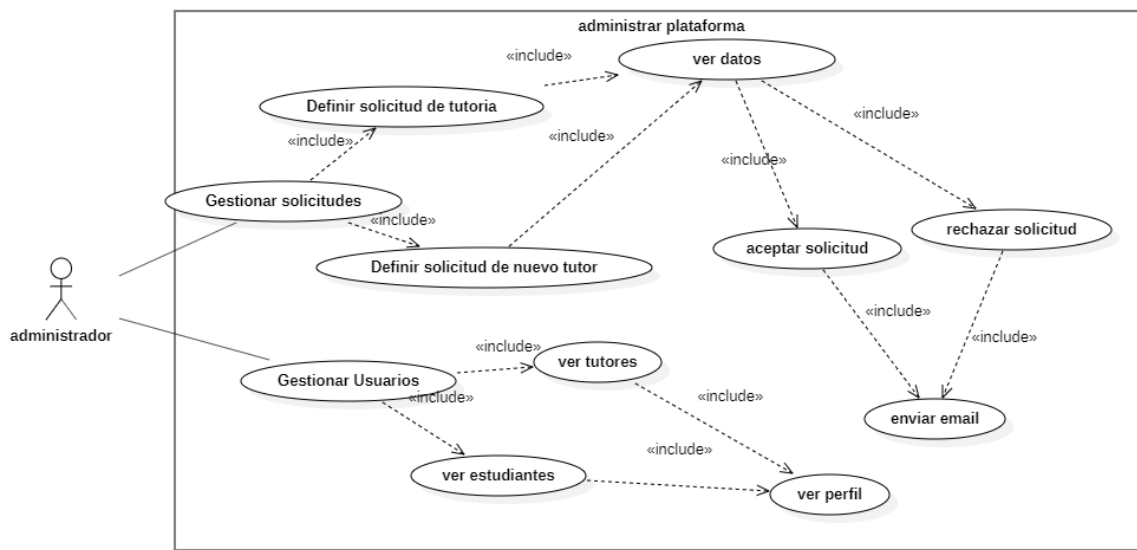 administrar plataforma
«include»
ver datos
Definir solicitud de tutoria
«include»
«include»
«include»
«include»
«include»
Gestionar solicitudes
«include»
rechazar solicitud
aceptar solicitud
Definir solicitud de nuevo tutor
«include»
«include»
administrador
«include»
ver tutores
Gestionar Usuarios
«include»
«include»
enviar email
«include»
ver estudiantes
ver perfil